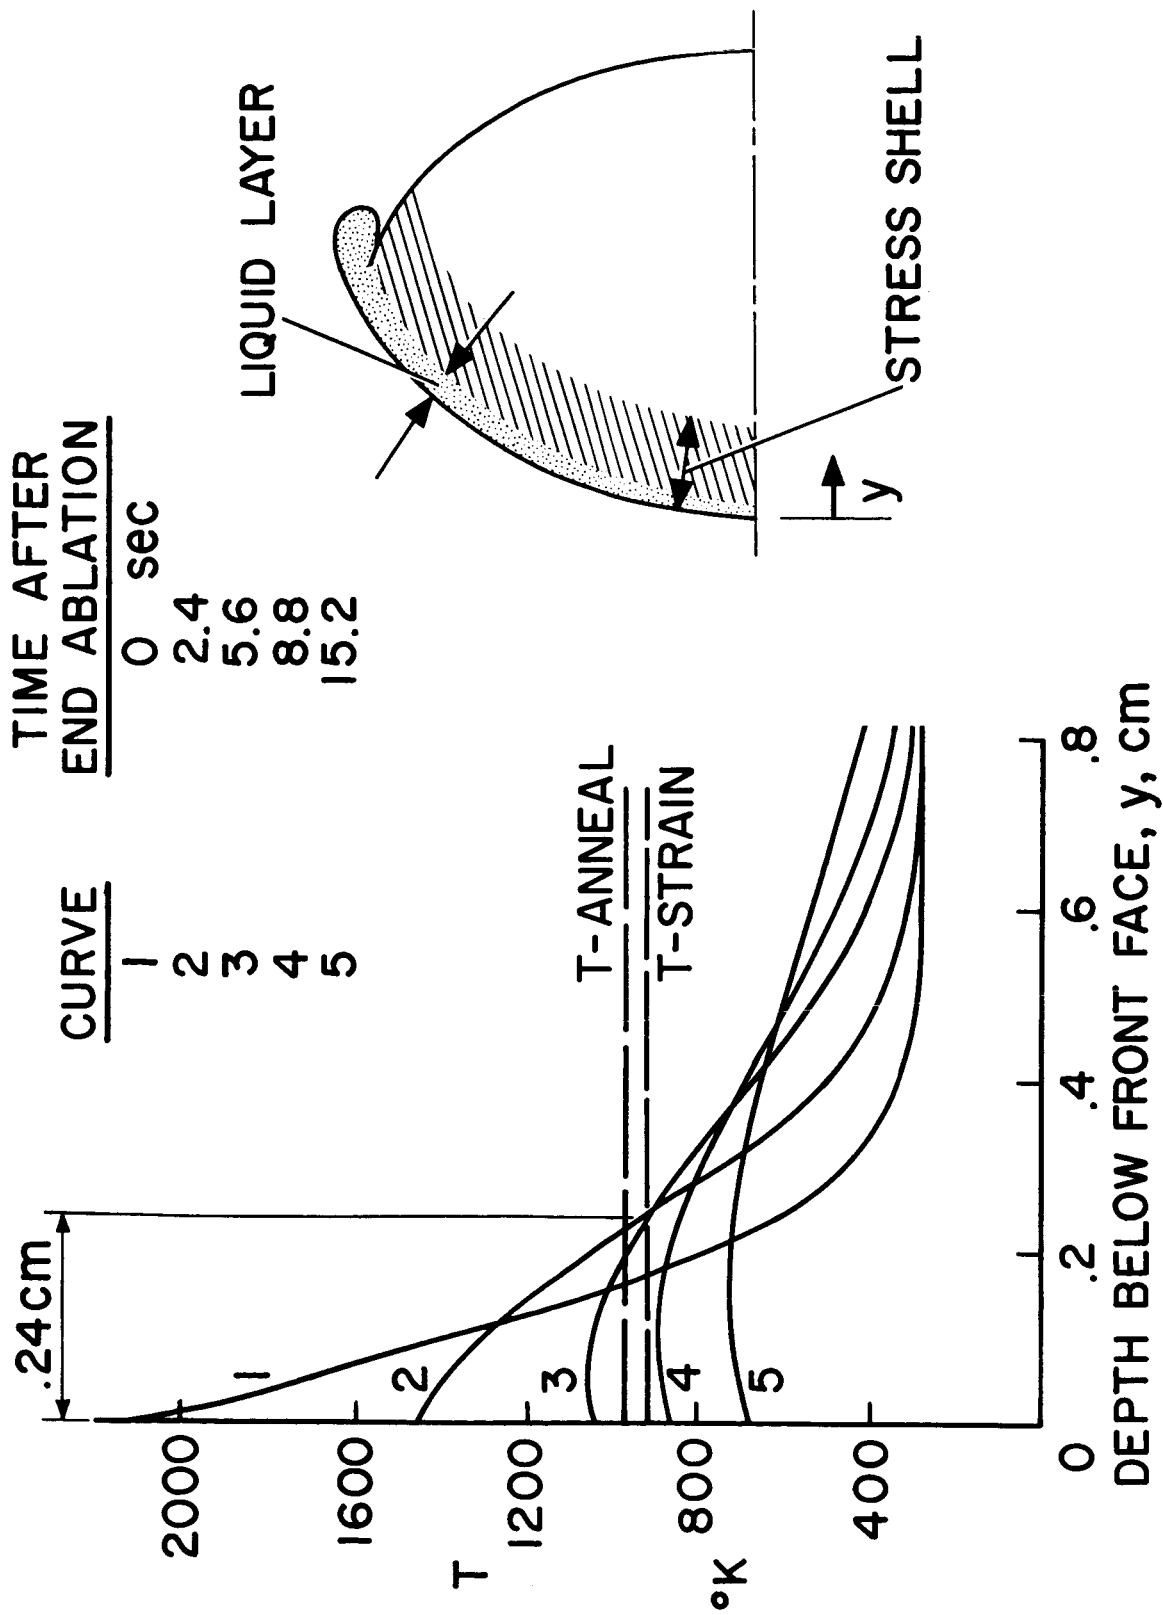 CURVE
TIME AFTER
END ABLATION
1 0 sec
2 2.4
3 5.6
4 8.8
5 15.2
.24 cm
2000
1600
1200
800
400
0
T
°K
1
2
3
4
5
T-ANNEAL
T-STRAIN
.2 .4 .6 .8
DEPTH BELOW FRONT FACE, y, cm
LIQUID LAYER
y
STRESS SHELL